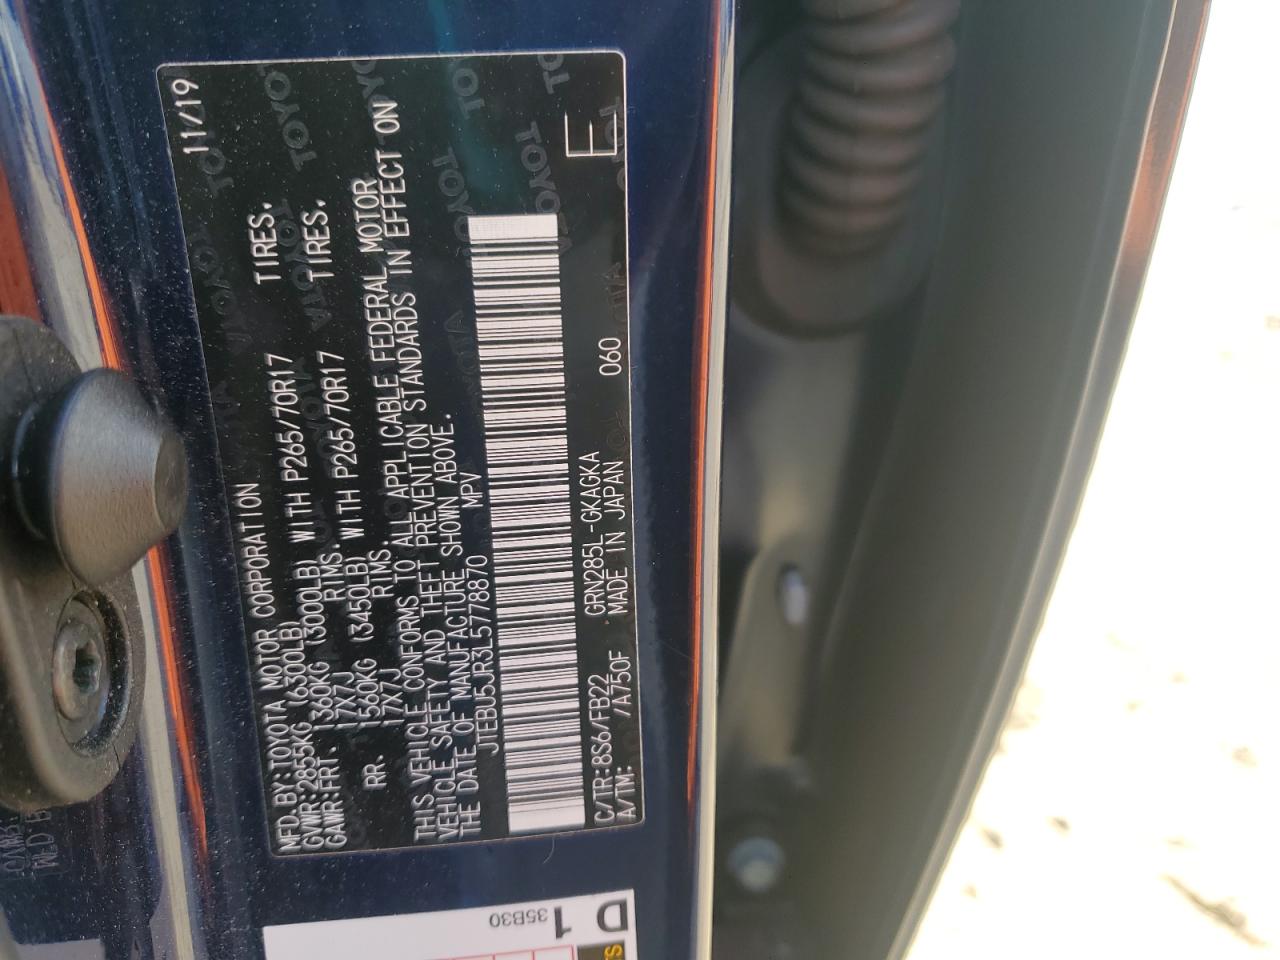 MFD.BY:TOYOTA MOTOR CORPORATION 11/19
GVWR:2855KG (6300LB)
GAWR:FRT. 1360KG (3000LB) WITH P265/70R17 TIRES.
17X7J RIMS.
RR. 1560KG (3450LB) WITH P265/70R17 TIRES.
17X7J RIMS.
THIS VEHICLE CONFORMS TO ALL APPLICABLE FEDERAL MOTOR
VEHICLE SAFETY AND THEFT PREVENTION STANDARDS IN EFFECT ON
THE DATE OF MANUFACTURE SHOWN ABOVE.
JTEBU5JR3L5778870 MPV
C/TR:8S6/FB22 GRN285L-GKAGKA 060
A/TM: /A750F MADE IN JAPAN
E
D1
35B30